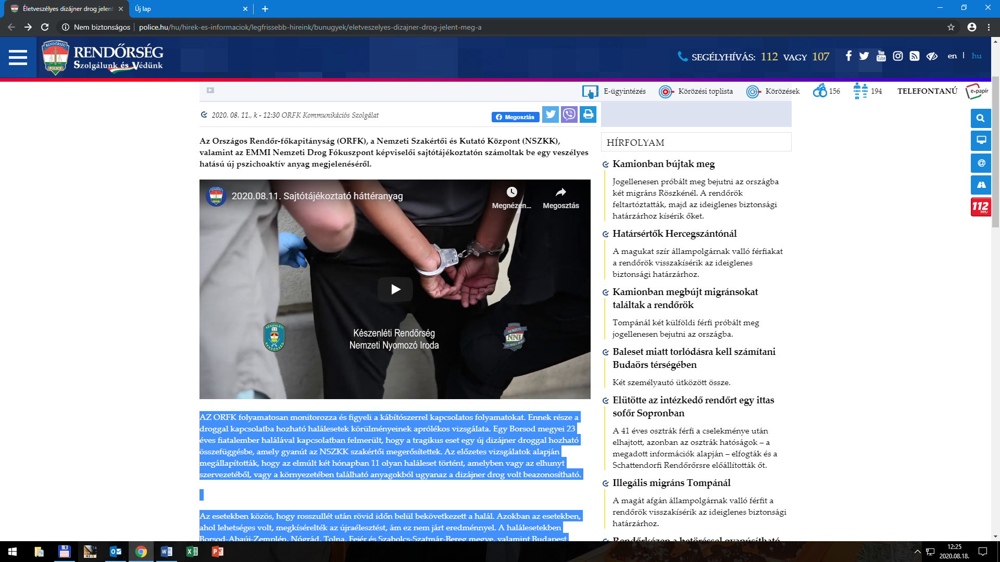 Életveszélyes dizájner drog jelent
Új lap
Nem biztonságos
police.hu/hu/hirek-es-informaciok/legfrissebb-hireink/bunugyek/eletveszelyes-dizajner-drog-jelent-meg-a
RENDŐRSÉG
POLICE
RENDŐRSÉG
Szolgálunk és Védünk
SEGÉLYHÍVÁS: 112 VAGY 107
You Tube
en | hu
E-ügyintézés
Körözési toplista
Körözések
156
194
TELEFONTANÚ
e-papír
2020. 08. 11., k - 12:30 ORFK Kommunikációs Szolgálat
Megosztás
Az Országos Rendőr-főkapitányság (ORFK), a Nemzeti Szakértői és Kutató Központ (NSZKK),
valamint az EMMI Nemzeti Drog Fókuszpont képviselői sajtótájékoztatón számoltak be egy veszélyes
hatású új pszichoaktív anyag megjelenéséről.
2020.08.11. Sajtótájékoztató háttéranyag
Megnézen...
Megosztás
KÉSZENLÉTI
RENDŐRSÉG
Készenléti Rendőrség
Nemzeti Nyomozó Iroda
NEMZETI
NNI
NYOMOZÓ IRODA
AZ ORFK folyamatosan monitorozza és figyeli a kábítószerrel kapcsolatos folyamatokat. Ennek része a
droggal kapcsolatba hozható halálesetek körülményeinek aprólékos vizsgálata. Egy Borsod megyei 23
éves fiatalember halálával kapcsolatban felmerült, hogy a tragikus eset egy új dizájner droggal hozható
összefüggésbe, amely gyanút az NSZKK szakértői megerősítettek. Az előzetes vizsgálatok alapján
megállapították, hogy az elmúlt két hónapban 11 olyan haláleset történt, amelyben vagy az elhunyt
szervezetéből, vagy a környezetében található anyagokból ugyanaz a dizájner drog volt beazonosítható.
Az esetekben közös, hogy rosszullét után rövid időn belül bekövetkezett a halál. Azokban az esetekben,
ahol lehetséges volt, megkísérelték az újraélesztést, ám ez nem járt eredménnyel. A halálesetekben
Borsod-Abaúj-Zemplén, Nógrád, Tolna, Fejér és Szabolcs-Szatmár-Bereg megye, valamint Budapest
HÍRFOLYAM
Kamionban bújtak meg
Jogellenesen próbált meg bejutni az országba
két migráns Röszkénél. A rendőrök
feltartóztatták, majd az ideiglenes biztonsági
határzárhoz kísérik őket.
Határsértők Hercegszántónál
A magukat szír állampolgárnak valló férfiakat
a rendőrök visszakísérik az ideiglenes
biztonsági határzárhoz.
Kamionban megbújt migránsokat
találtak a rendőrök
Tompánál két külföldi férfi próbált meg
jogellenesen bejutni az országba.
Baleset miatt torlódásra kell számítani
Budaörs térségében
Két személyautó ütközött össze.
Elütötte az intézkedő rendőrt egy ittas
sofőr Sopronban
A 41 éves osztrák férfi a cselekménye után
elhajtott, azonban az osztrák hatóságok – a
megadott információk alapján – elfogták és a
Schattendorfi Rendőrőrsre előállították őt.
Illegális migráns Tompánál
A magát afgán állampolgárnak valló férfit a
rendőrök visszakísérik az ideiglenes biztonsági
határzárhoz.
Rendőrkézen a betöréssel gyanúsítható
@
112
SOS
12:25
2020.08.18.